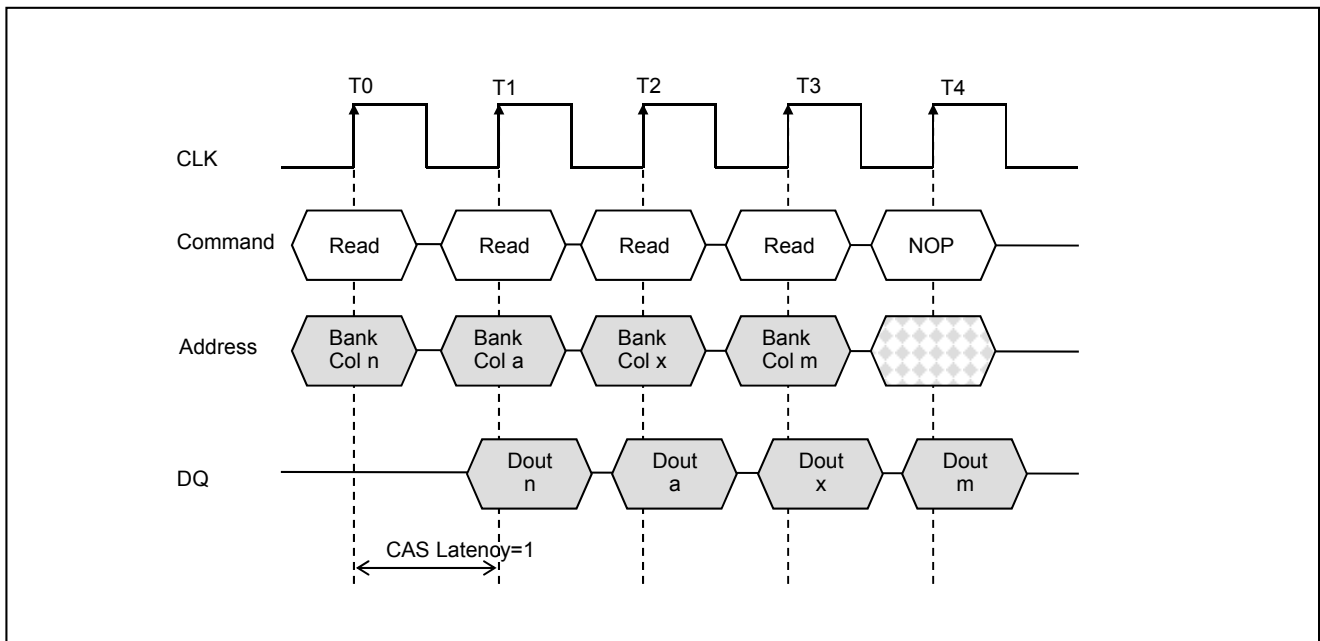 T0 T1 T2 T3 T4
CLK
Command Read Read Read Read NOP
Address
Bank Bank Bank Bank
Col n Col a Col x Col m
DQ
Dout Dout Dout Dout
n a x m
CAS Latency=1